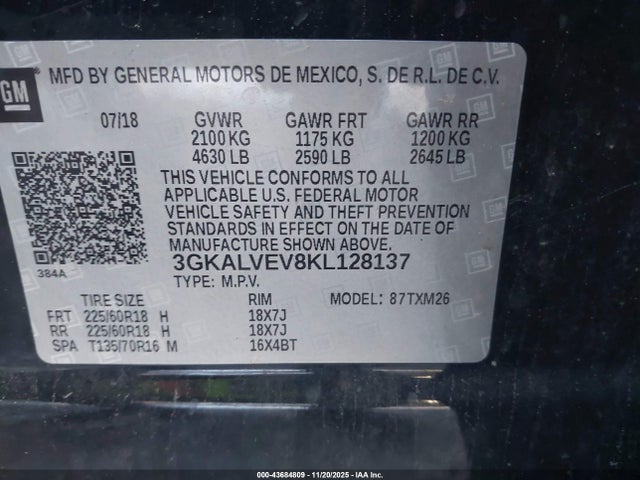 GM
MFD BY GENERAL MOTORS DE MEXICO, S. DE R.L. DE C.V.
07/18 GVWR GAWR FRT GAWR RR
2100 KG 1175 KG 1200 KG
4630 LB 2590 LB 2645 LB
THIS VEHICLE CONFORMS TO ALL
APPLICABLE U.S. FEDERAL MOTOR
VEHICLE SAFETY AND THEFT PREVENTION
STANDARDS IN EFFECT ON THE DATE OF
MANUFACTURE SHOWN ABOVE.
384A
3GKALVEV8KL128137
TYPE: M.P.V.
TIRE SIZE RIM MODEL: 87TXM26
FRT 225/60R18 H 18X7J
RR 225/60R18 H 18X7J
SPA T135/70R16 M 16X4BT
000-43684809 - 11/20/2025 - IAA Inc.